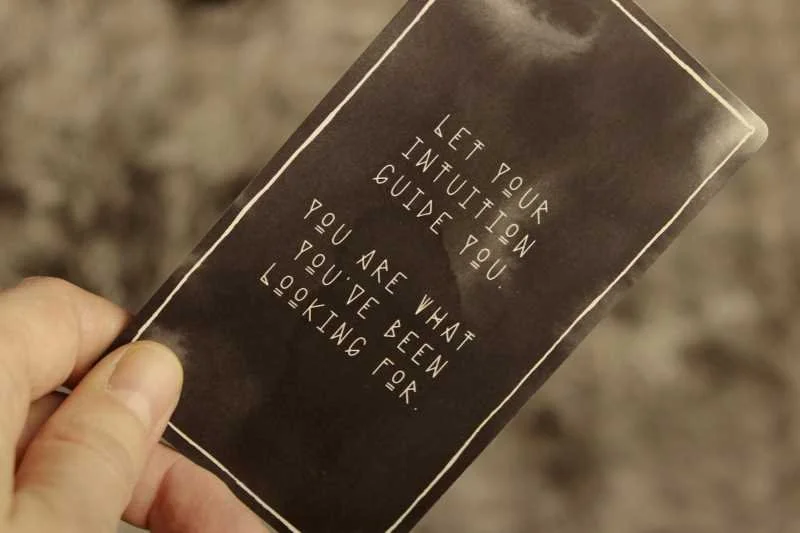 LET YOUR
INTUITION
GUIDE YOU.
YOU ARE WHAT
YOU'VE BEEN
LOOKING FOR.